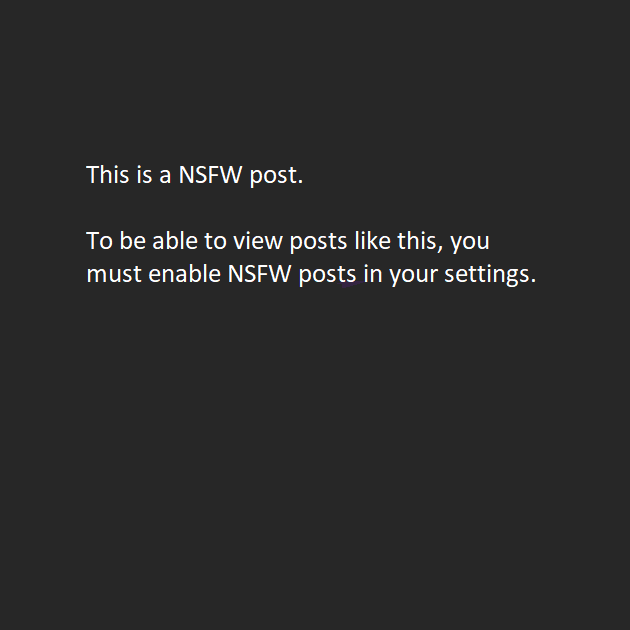 This is a NSFW post.
To be able to view posts like this, you
must enable NSFW posts in your settings.